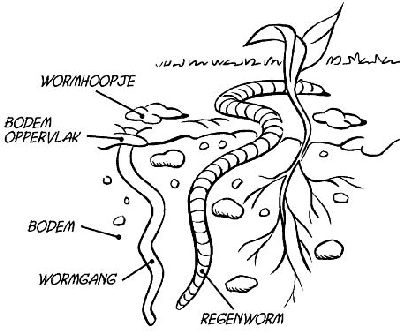 WORMHOOPJE
BODEM
OPPERVLAK
BODEM
WORMGANG
REGENWORM